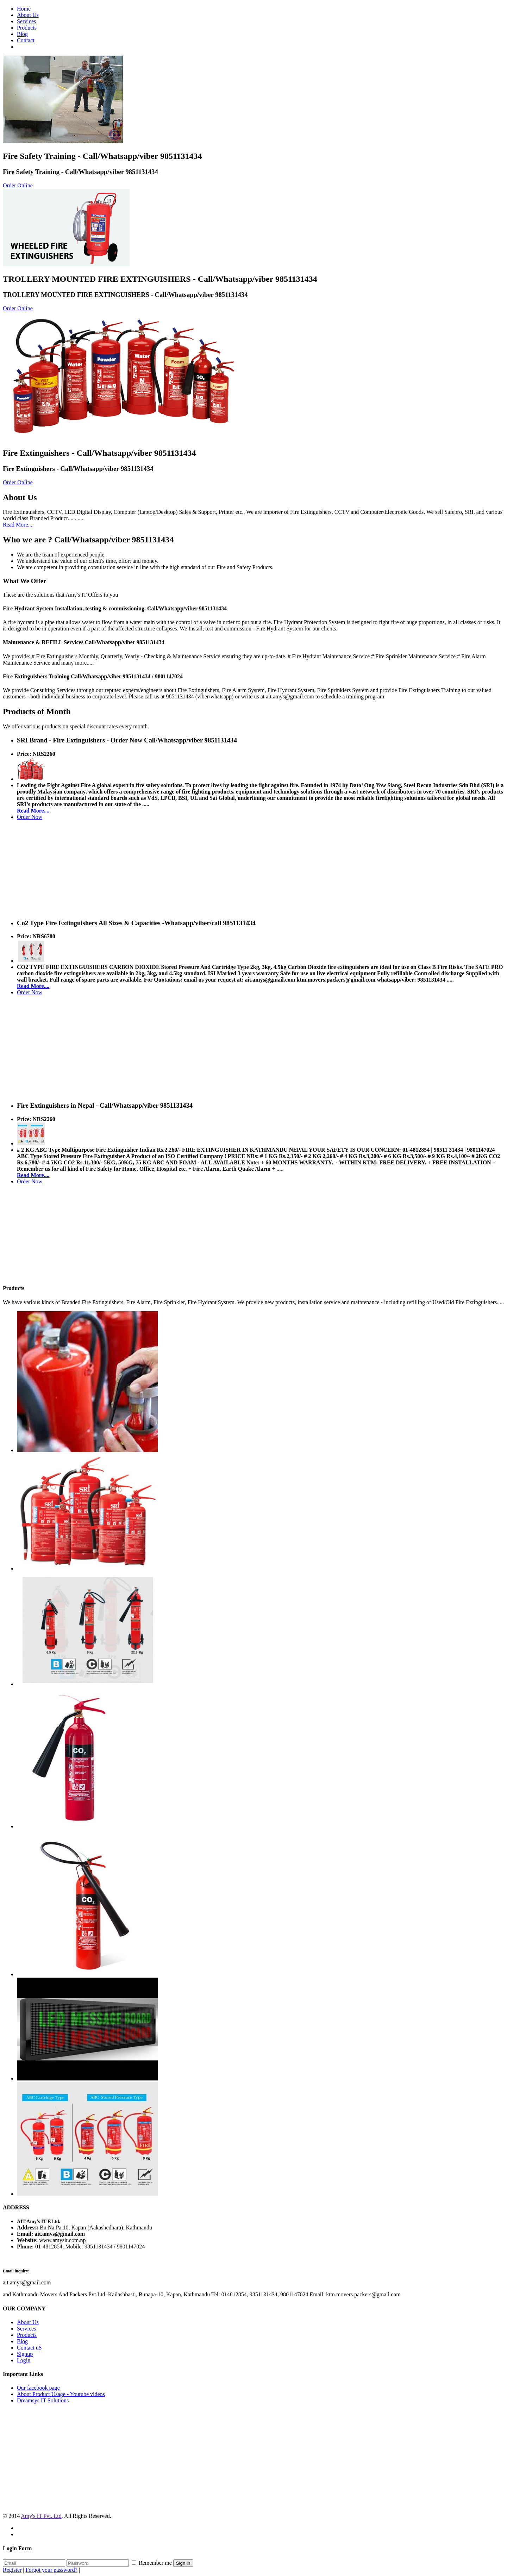 Home
About Us
Services
Products
Blog
Contact
Fire Safety Training - Call/Whatsapp/viber 9851131434
Fire Safety Training - Call/Whatsapp/viber 9851131434
Order Online
WHEELED FIRE
EXTINGUISHERS
TROLLERY MOUNTED FIRE EXTINGUISHERS - Call/Whatsapp/viber 9851131434
TROLLERY MOUNTED FIRE EXTINGUISHERS - Call/Whatsapp/viber 9851131434
Order Online
Powder
Water
Water
Foam
Powder
CO2
Foam
Fire Extinguishers - Call/Whatsapp/viber 9851131434
Fire Extinguishers - Call/Whatsapp/viber 9851131434
Order Online
About Us
Fire Extinguishers, CCTV, LED Digital Display, Computer (Laptop/Desktop) Sales & Support, Printer etc.. We are importer of Fire Extinguishers, CCTV and Computer/Electronic Goods. We sell Safepro, SRI, and various
world class Branded Product.... . .....
Read More....
Who we are ? Call/Whatsapp/viber 9851131434
We are the team of experienced people.
We understand the value of our client's time, effort and money.
We are competent in providing consultation service in line with the high standard of our Fire and Safety Products.
What We Offer
These are the solutions that Amy's IT Offers to you
Fire Hydrant System Installation, testing & commissioning. Call/Whatsapp/viber 9851131434
A fire hydrant is a pipe that allows water to flow from a water main with the control of a valve in order to put out a fire. Fire Hydrant Protection System is designed to fight fire of huge proportions, in all classes of risks. It
is designed to be in operation even if part of the affected structure is isolated or collapses. We Install, test and commission - Fire Hydrant System for our clients.
Maintenance & REFILL Services Call/Whatsapp/viber 9851131434
We provide: # Fire Extinguishers Monthly, Quarterly, Yearly - Checking & Maintenance Service ensuring they are up-to-date. # Fire Hydrant Maintenance Service # Fire Sprinkler Maintenance Service # Fire Alarm
Maintenance Service and many more.....
Fire Extinguishers Training Call/Whatsapp/viber 9851131434 / 9801147024
We provide Consulting Services through our reputed experts/engineers about Fire Extinguishers, Fire Alarm System, Fire Hydrant System, Fire Sprinklers System and provide Fire Extinguishers Training to our valued
customers - both individual business to corporate level. Please call us at 9851131434 (viber/whatsapp) or write us at ait.amys@gmail.com to schedule a training program.
Products of Month
We offer various products on special discount rates every month.
SRI Brand - Fire Extinguishers - Order Now Call/Whatsapp/viber 9851131434
Price: NRS2260
Leading the Fight Against Fire A global expert in fire safety solutions. To protect lives by leading the fight against fire. Founded in 1974 by Dato' Ong Yow Siang, Steel Recon Industries Sdn Bhd (SRI) is a
proudly Malaysian company, which offers a comprehensive range of fire fighting products, equipment and technology solutions through a vast network of distributors in over 70 countries. SRI's products
are certified by international standard boards such as VdS, LPCB, BSI, UL and Sai Global, underlining our commitment to provide the most reliable firefighting solutions tailored for global needs. All
SRI's products are manufactured in our state of the .....
Read More....
Order Now
Co2 Type Fire Extinguishers All Sizes & Capacities -Whatsapp/viber/call 9851131434
Price: NRS6780
CO2 TYPE FIRE EXTINGUISHERS CARBON DIOXIDE Stored Pressure And Cartridge Type 2kg, 3kg, 4.5kg Carbon Dioxide fire extinguishers are ideal for use on Class B Fire Risks. The SAFE PRO
carbon dioxide fire extinguishers are available in 2kg, 3kg, and 4.5kg standard. ISI Marked 3 years warranty Safe for use on live electrical equipment Fully refillable Controlled discharge Supplied with
wall bracket. Full range of spare parts are available. For Quotations: email us your request at: ait.amys@gmail.com ktm.movers.packers@gmail.com whatsapp/viber: 9851131434 .....
Read More....
Order Now
Fire Extinguishers in Nepal - Call/Whatsapp/viber 9851131434
Price: NRS2260
# 2 KG ABC Type Multipurpose Fire Extinguisher Indian Rs.2,260/- FIRE EXTINGUISHER IN KATHMANDU NEPAL YOUR SAFETY IS OUR CONCERN: 01-4812854 | 98511 31434 | 9801147024
ABC Type Stored Pressure Fire Extinguisher A Product of an ISO Certified Company ! PRICE NRs: # 1 KG Rs.2,150/- # 2 KG 2,260/- # 4 KG Rs.3,200/- # 6 KG Rs.3,500/- # 9 KG Rs.4,100/- # 2KG CO2
Rs.6,780/- # 4.5KG CO2 Rs.11,300/- 5KG, 50KG, 75 KG ABC AND FOAM - ALL AVAILABLE Note: + 60 MONTHS WARRANTY. + WITHIN KTM: FREE DELIVERY. + FREE INSTALLATION +
Remember us for all kind of Fire Safety for Home, Office, Hospital etc. + Fire Alarm, Earth Quake Alarm + .....
Read More....
Order Now
Products
We have various kinds of Branded Fire Extinguishers, Fire Alarm, Fire Sprinkler, Fire Hydrant System. We provide new products, installation service and maintenance - including refilling of Used/Old Fire Extinguishers.....
SRI
SRI
B
C
CO2
CO2
LED MESSAGE BOARD
LED MESSAGE BOARD
ABC Cartridge Type
ABC Stored Pressure Type
A
B
C
ADDRESS
AIT Amy's IT P.Ltd.
Address: Bu.Na.Pa.10, Kapan (Aakashedhara), Kathmandu
Email: ait.amys@gmail.com
Website: www.amysit.com.np
Phone: 01-4812854, Mobile: 9851131434 / 9801147024
Email inquiry:
ait.amys@gmail.com
and Kathmandu Movers And Packers Pvt.Ltd. Kailashbasti, Bunapa-10, Kapan, Kathmandu Tel: 014812854, 9851131434, 9801147024 Email: ktm.movers.packers@gmail.com
OUR COMPANY
About Us
Services
Products
Blog
Contact uS
Signup
Login
Important Links
Our facebook page
About Product Usage - Youtube videos
Dreamsys IT Solutions
© 2014 Amy's IT Pvt. Ltd. All Rights Reserved.
Login Form
Email
Password
Remember me
Sign in
Register | Forgot your password? |